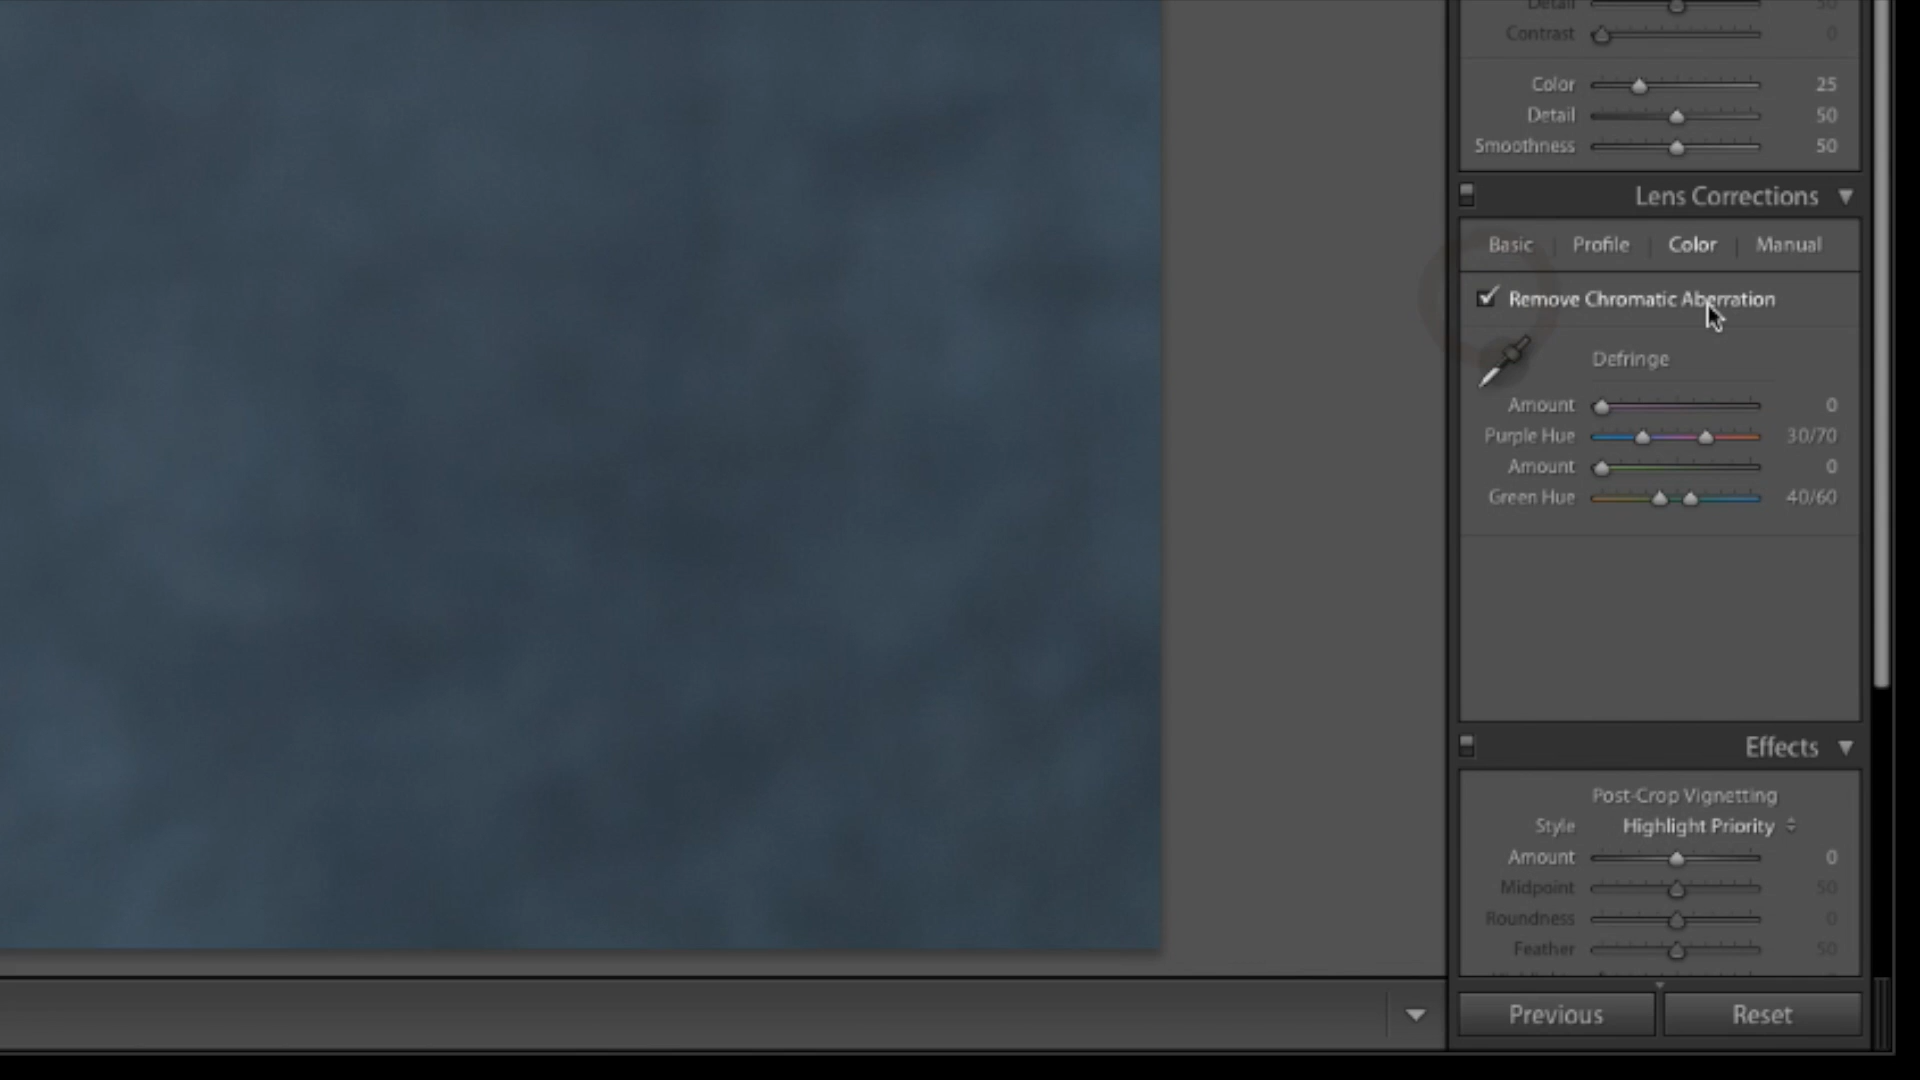 Detail 50
Contrast 0
Color 25
Detail 50
Smoothness 50
Lens Corrections
Basic Profile Color Manual
Remove Chromatic Aberration
Defringe
Amount 0
Purple Hue 30/70
Amount 0
Green Hue 40/60
Effects
Post-Crop Vignetting
Style Highlight Priority
Amount 0
Midpoint 50
Roundness 0
Feather 50
Previous Reset